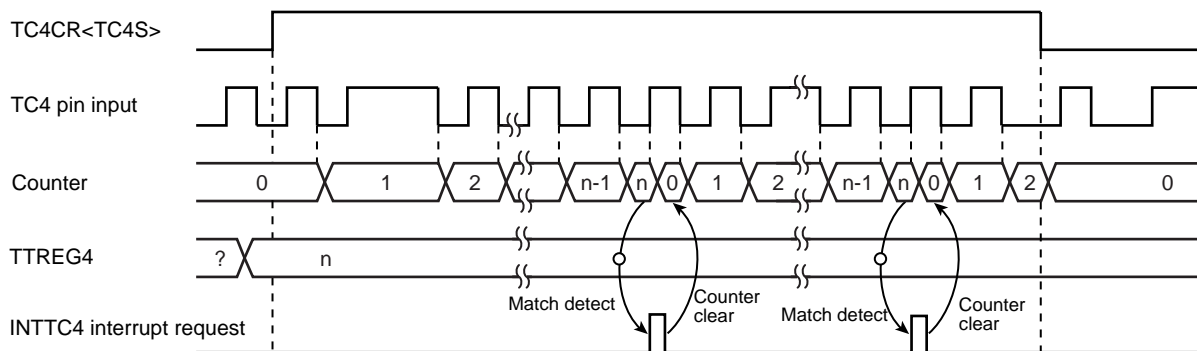 TC4CR<TC4S>
TC4 pin input
Counter 0 1 2 n-1 n 0 1 2 n-1 n 0 1 2 0
TTREG4 ? n
Match detect Counter clear Match detect Counter clear
INTTC4 interrupt request